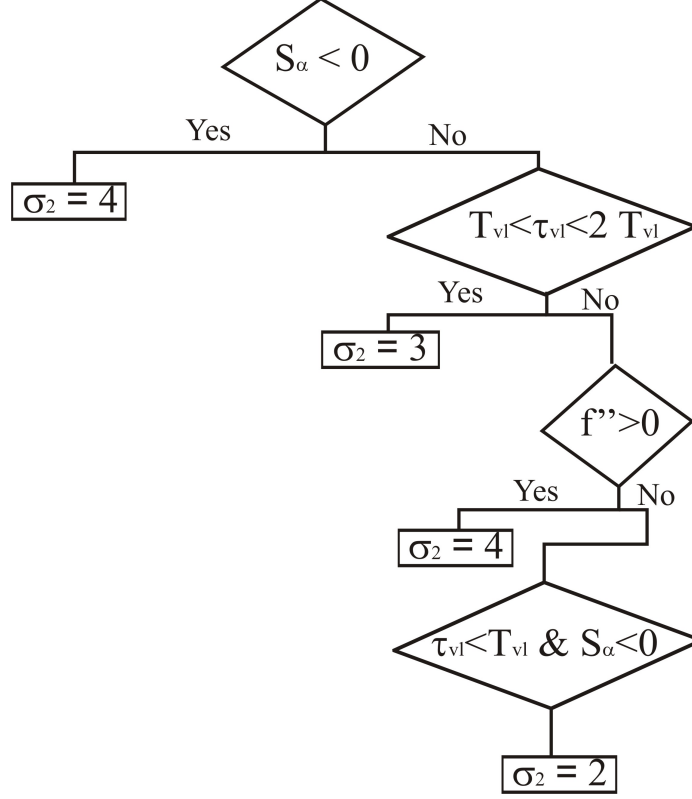 Sα < 0
Yes
No
σ2 = 4
Tvl<τvl<2 Tvl
Yes
No
σ2 = 3
f’’>0
Yes
No
σ2 = 4
τvl<Tvl & Sα<0
σ2 = 2